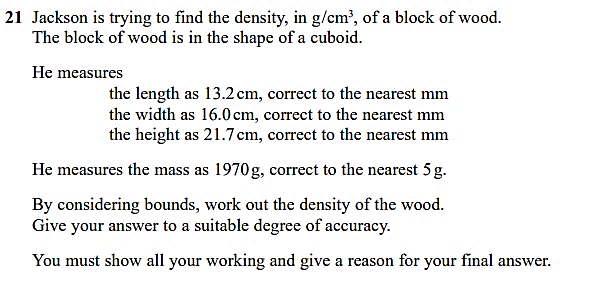 21 Jackson is trying to find the density, in g/cm³, of a block of wood.
The block of wood is in the shape of a cuboid.
He measures
the length as 13.2 cm, correct to the nearest mm
the width as 16.0 cm, correct to the nearest mm
the height as 21.7 cm, correct to the nearest mm
He measures the mass as 1970 g, correct to the nearest 5 g.
By considering bounds, work out the density of the wood.
Give your answer to a suitable degree of accuracy.
You must show all your working and give a reason for your final answer.